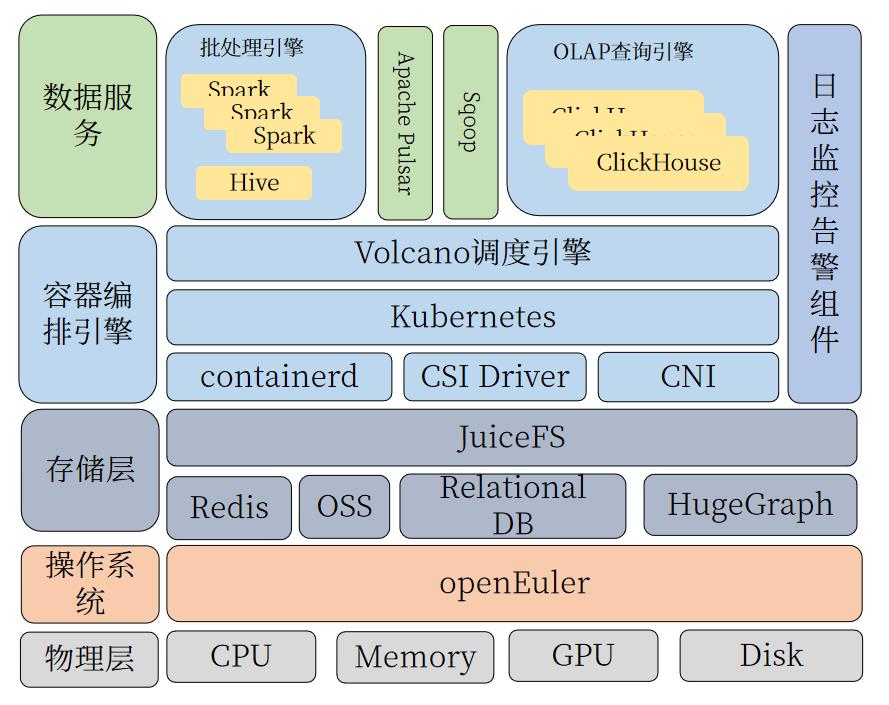 数据服
务
批处理引擎
Spark
Spark
Spark
Hive
Apache Pulsar
Sqoop
OLAP查询引擎
ClickHouse
ClickHouse
ClickHouse
日志监控告警组件
容器编
排引擎
Volcano调度引擎
Kubernetes
containerd
CSI Driver
CNI
存储层
JuiceFS
Redis
OSS
Relational
DB
HugeGraph
操作系
统
openEuler
物理层
CPU
Memory
GPU
Disk